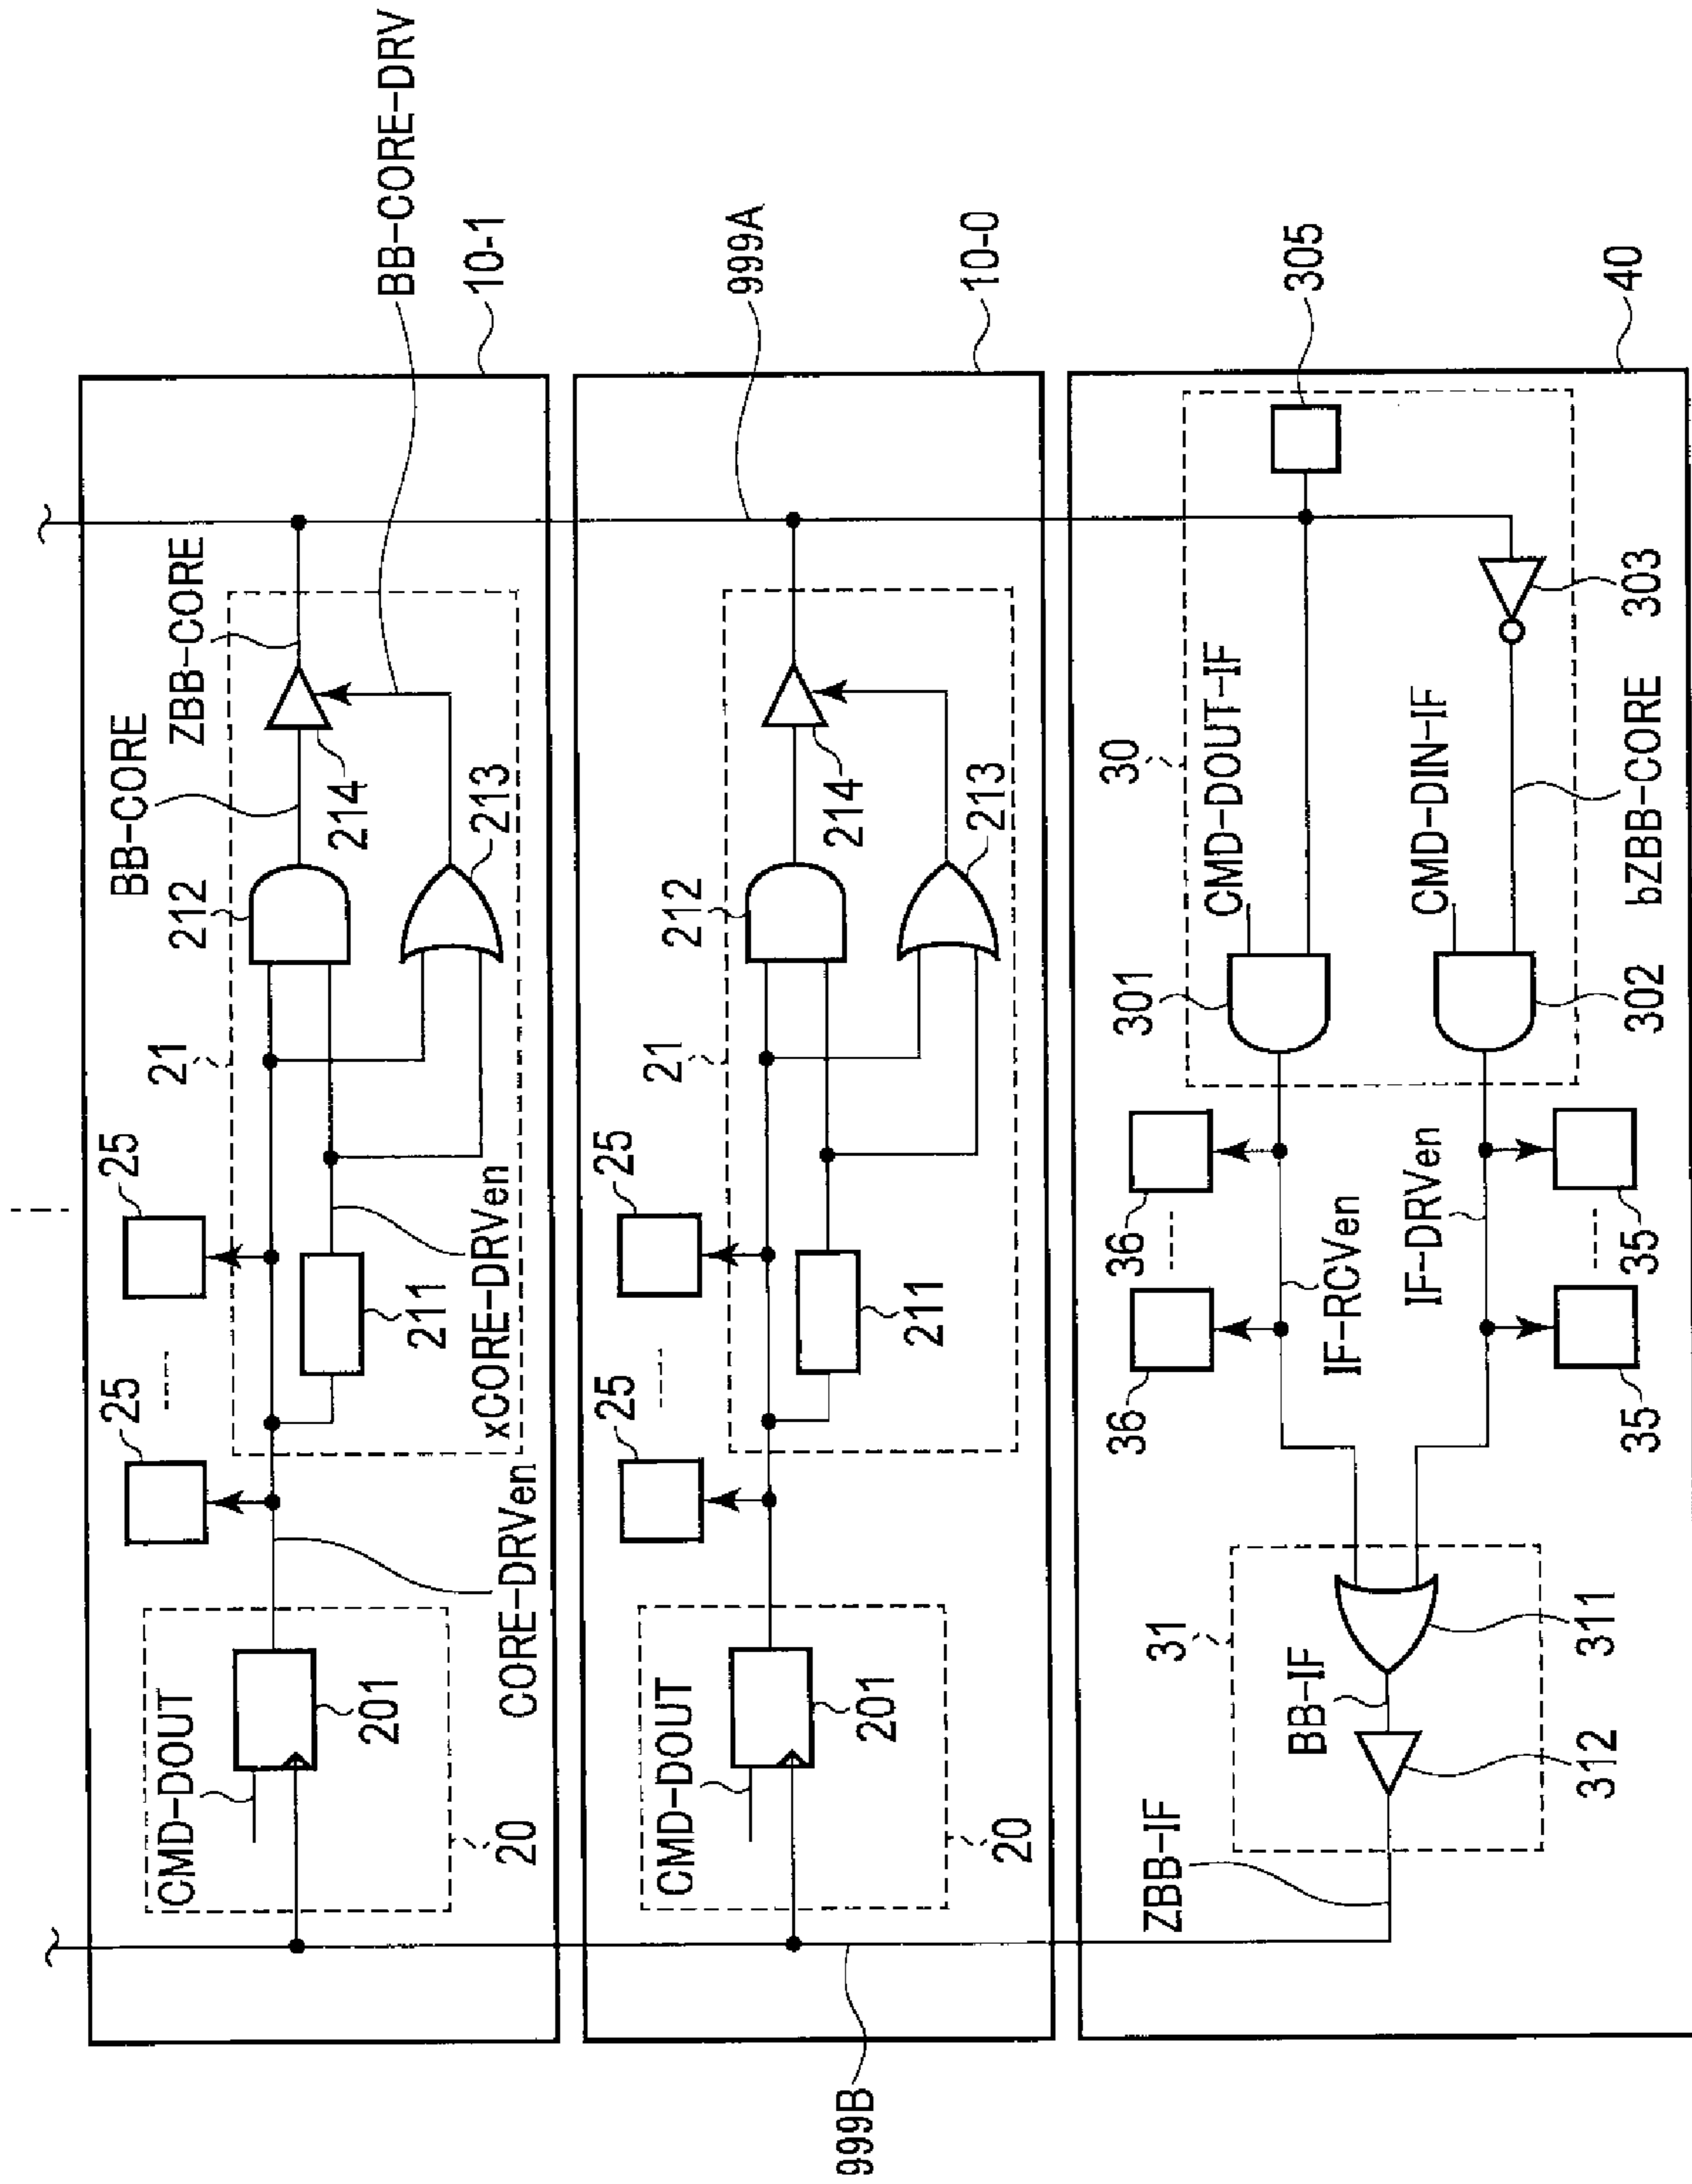 BB-CORE-DRV
10-1
BB-CORE
ZBB-CORE
212
214
213
21
25
25
211
xCORE-DRVen
CORE-DRVen
CMD-DOUT
201
20
999A
10-0
212
214
213
21
25
25
211
CMD-DOUT
201
20
999B
305
40
303
30
CMD-DOUT-IF
CMD-DIN-IF
bZBB-CORE
301
302
36
36
IF-RCVen
IF-DRVen
35
35
31
BB-IF
311
312
ZBB-IF